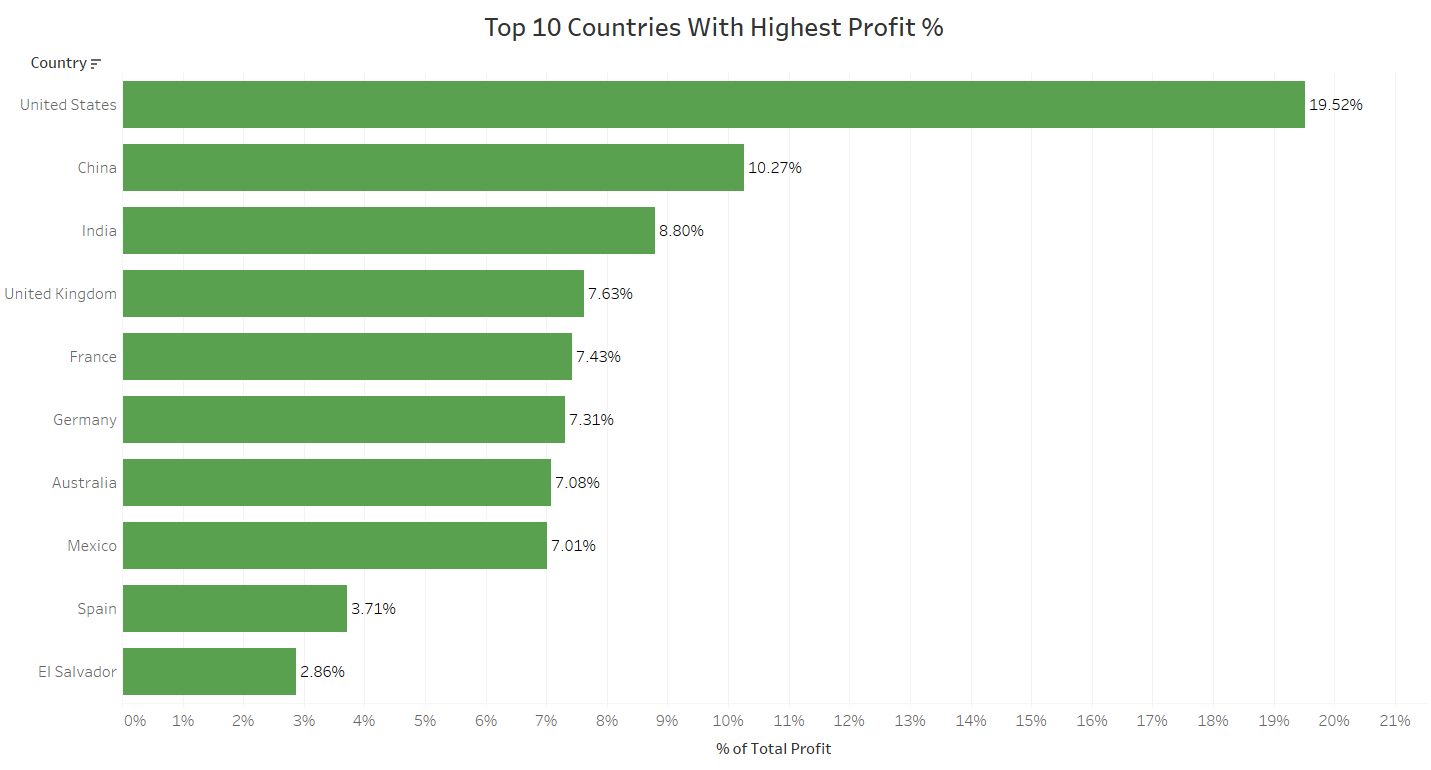 Top 10 Countries With Highest Profit %
Country
United States 19.52%
China 10.27%
India 8.80%
United Kingdom 7.63%
France 7.43%
Germany 7.31%
Australia 7.08%
Mexico 7.01%
Spain 3.71%
El Salvador 2.86%
0% 1% 2% 3% 4% 5% 6% 7% 8% 9% 10% 11% 12% 13% 14% 15% 16% 17% 18% 19% 20% 21%
% of Total Profit